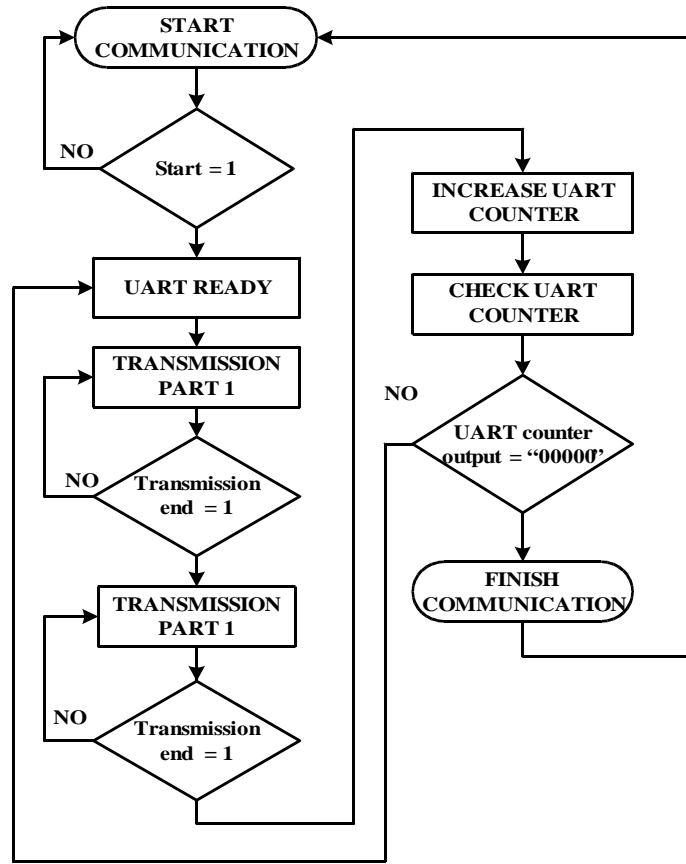 START
COMMUNICATION
NO
Start = 1
UART READY
TRANSMISSION
PART 1
NO
Transmission
end = 1
TRANSMISSION
PART 1
NO
Transmission
end = 1
INCREASE UART
COUNTER
CHECK UART
COUNTER
NO
UART counter
output = “00000”
FINISH
COMMUNICATION